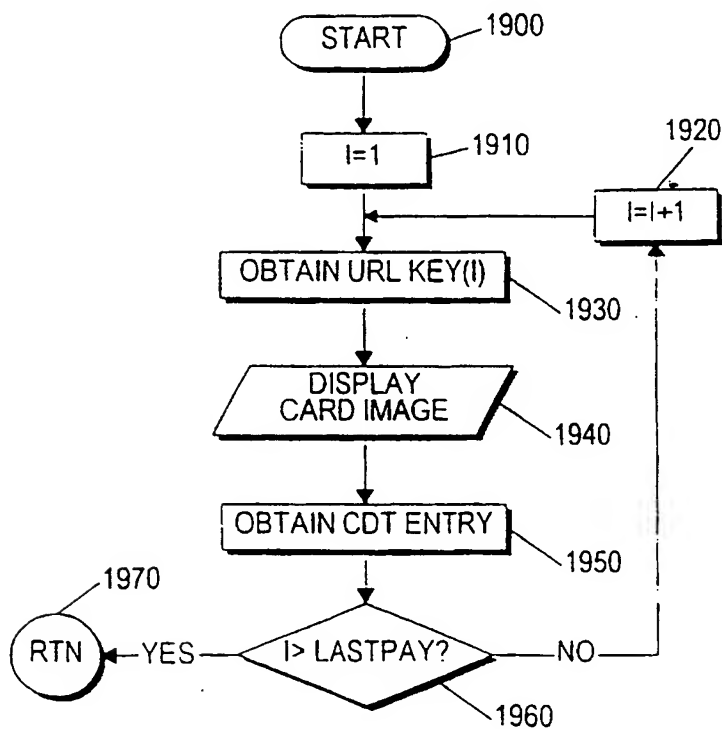 START
1900
I=1
1910
1920
I=I+1
OBTAIN URL KEY(I)
1930
DISPLAY
CARD IMAGE
1940
OBTAIN CDT ENTRY
1950
1970
RTN
YES
I> LASTPAY?
NO
1960